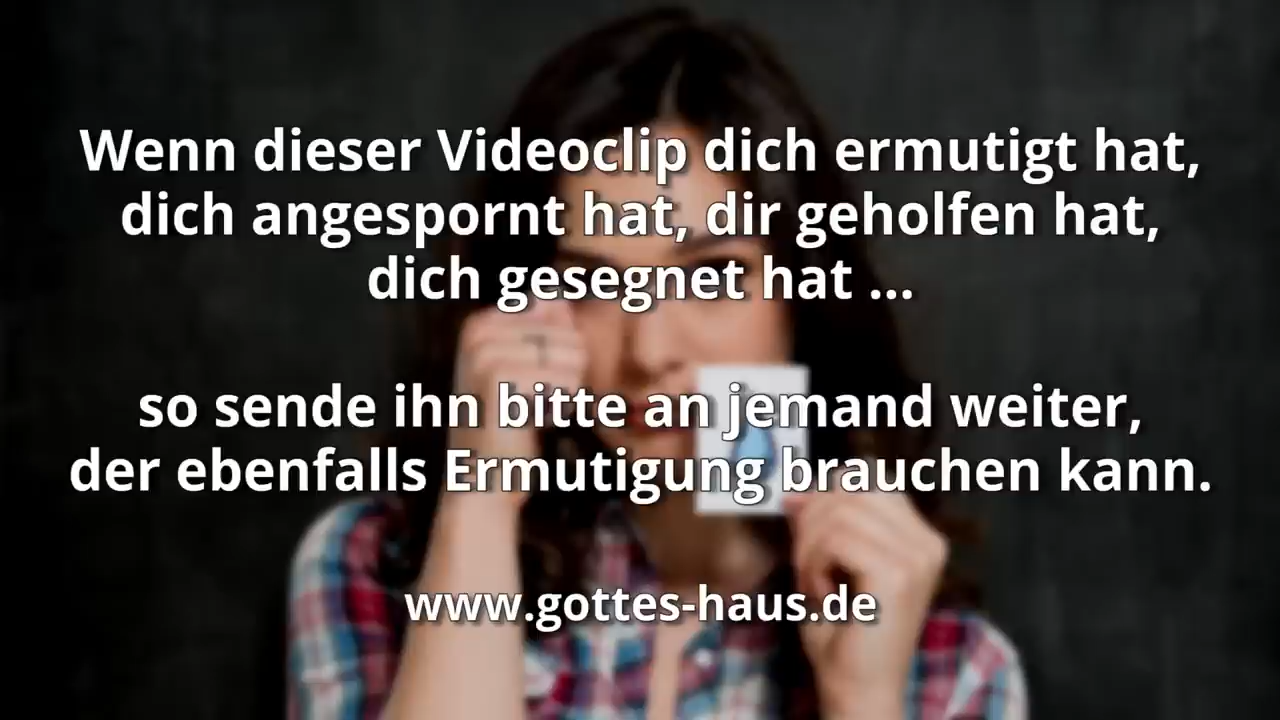 Wenn dieser Videoclip dich ermutigt hat,
dich angespornt hat, dir geholfen hat,
dich gesegnet hat ...
so sende ihn bitte an jemand weiter,
der ebenfalls Ermutigung brauchen kann.
www.gottes-haus.de